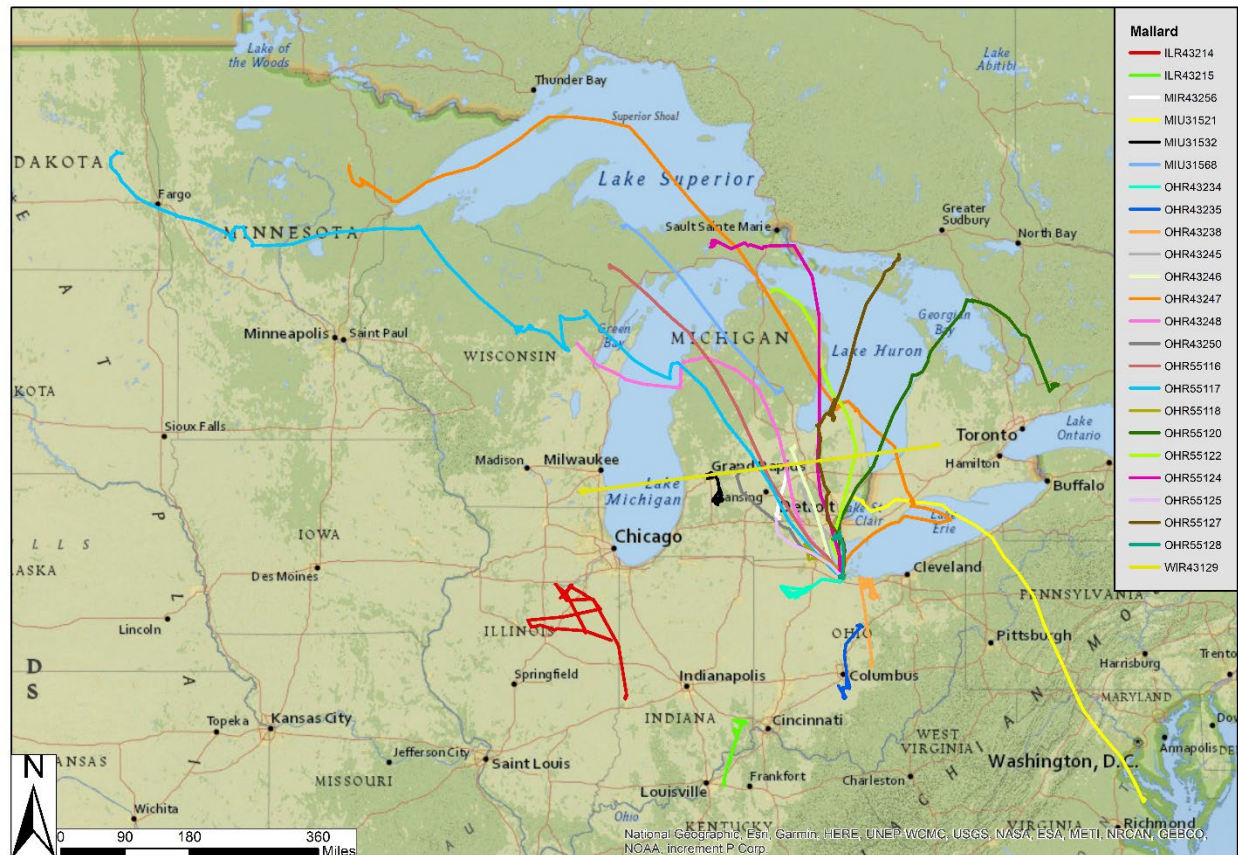 Lake of
the Woods
Thunder Bay
Superior Shoal
Lake
Abitibi
DAKOTA
Fargo
MINNESOTA
Lake Superior
Sault Sainte Marie
Greater
Sudbury
North Bay
Minneapolis
Saint Paul
WISCONSIN
Green
Bay
MICHIGAN
Lake Huron
Georgian
Bay
KOTA
Sioux Falls
Madison
Milwaukee
Lake
Michigan
Grand Rapids
Lansing
Detroit
Lake St
Clair
Toronto
Hamilton
Lake
Ontario
Buffalo
Lake
Erie
Chicago
IOWA
Des Moines
ASKA
Lincoln
Cleveland
PENNSYLVANIA
ILLINOIS
OHIO
Pittsburgh
Harrisburg
Trento
Springfield
Indianapolis
Columbus
MARYLAND
D
S
INDIANA
Cincinnati
WEST
VIRGINIA
Washington, D.C.
Annapolis
Topeka
Kansas City
Jefferson City
Saint Louis
MISSOURI
Louisville
Frankfort
Charleston
ANSAS
Wichita
Ohio
KENTUCKY
VIRGINIA
Richmond
Mallard
ILR43214
ILR43215
MIR43256
MIU31521
MIU31532
MIU31568
OHR43234
OHR43235
OHR43238
OHR43245
OHR43246
OHR43247
OHR43248
OHR43250
OHR55116
OHR55117
OHR55118
OHR55120
OHR55122
OHR55124
OHR55125
OHR55127
OHR55128
WIR43129
N
0 90 180 360
Miles
National Geographic, Esri, Garmin, HERE, UNEP-WCMC, USGS, NASA, ESA, METI, NRCAN, GEBCO,
NOAA, increment P Corp.